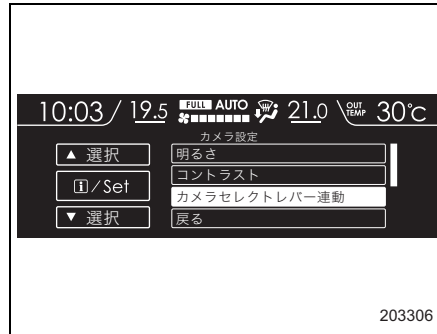 10:03 / 19.5 FULL AUTO 21.0 OUT TEMP 30℃
カメラ設定
▲ 選択
明るさ
i/Set
コントラスト
カメラセレクトレバー連動
▼ 選択
戻る
203306